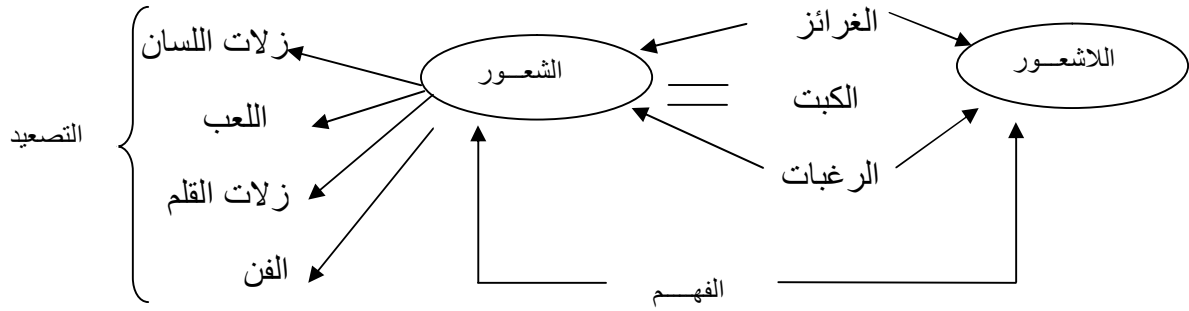 الغرائز
زلات اللسان
الشعــور
اللاشعــور
الكبت
اللعب
التصعيد
الرغبات
زلات القلم
الفن
الفهــم